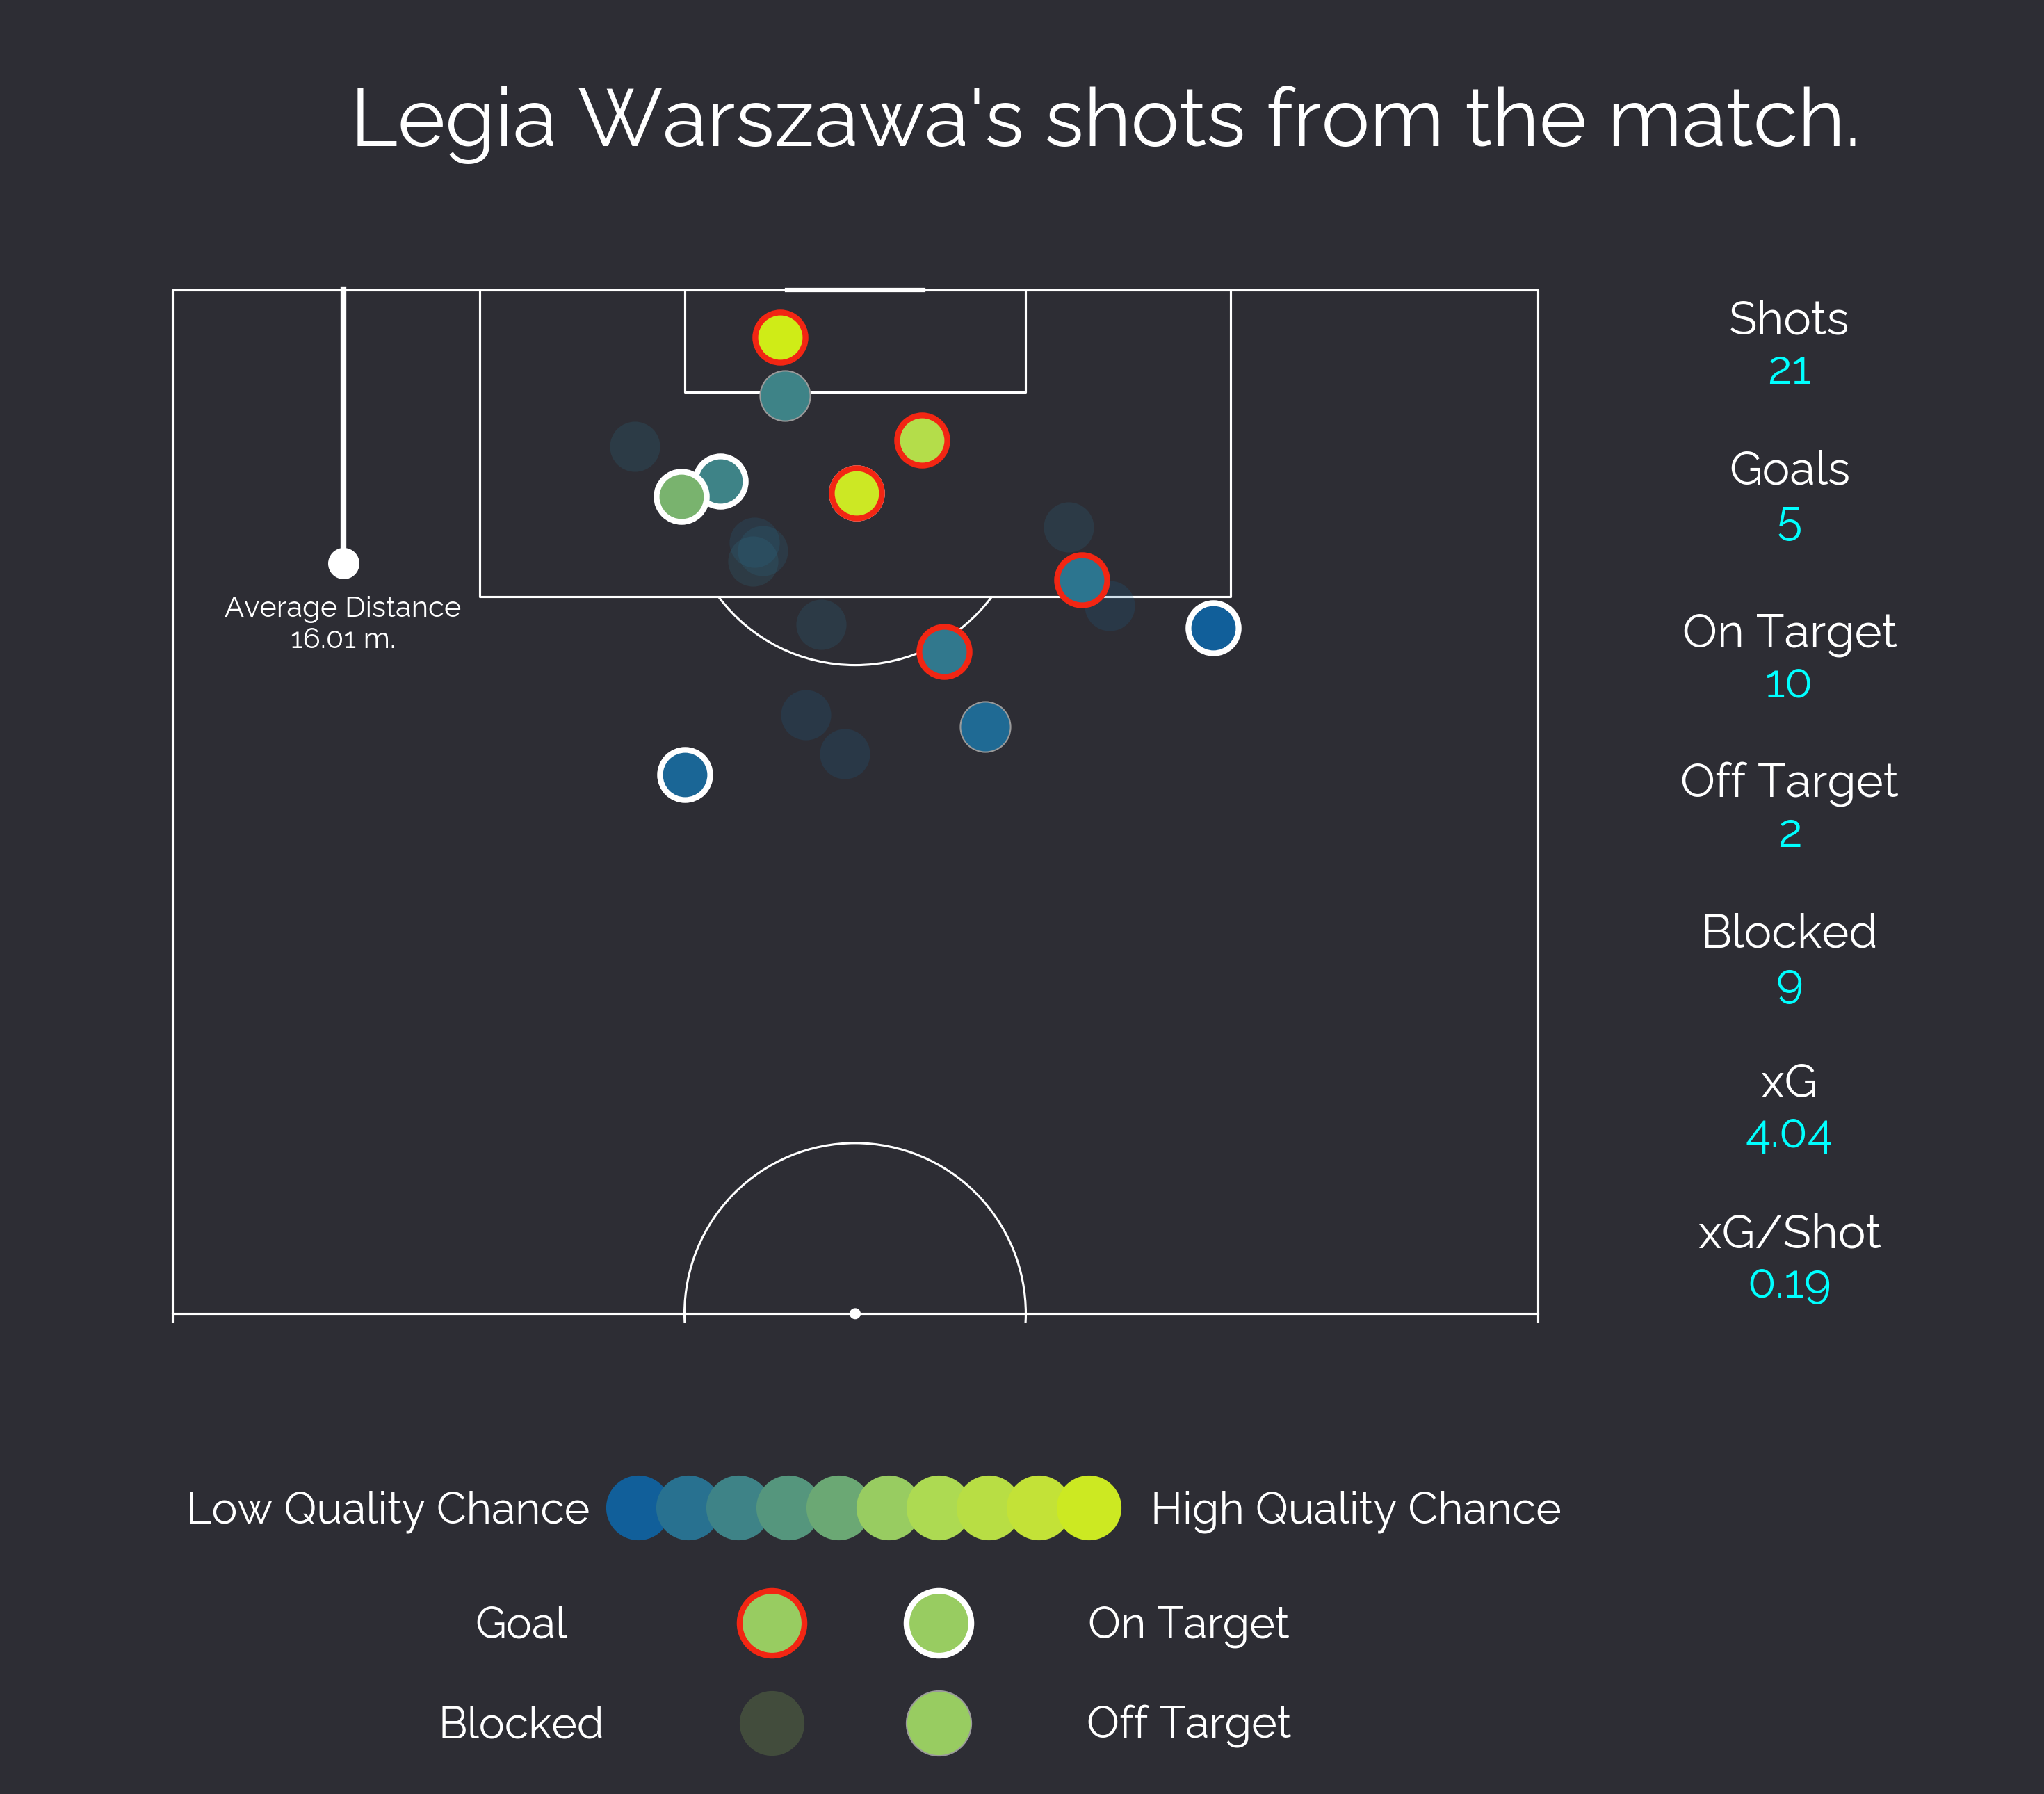 Legia Warszawa's shots from the match.
Shots
21
Goals
5
On Target
10
Off Target
2
Blocked
9
xG
4.04
xG/Shot
0.19
Average Distance
16.01 m.
Low Quality Chance High Quality Chance
Goal On Target
Blocked Off Target